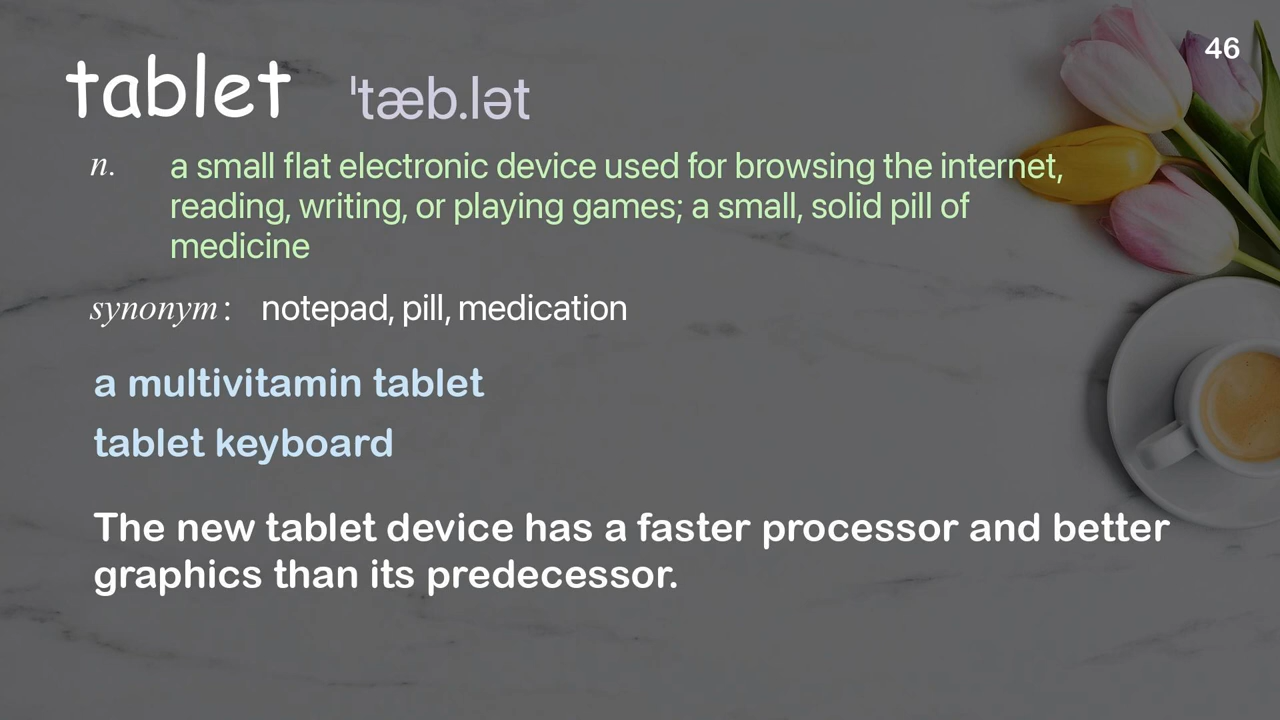 46
tablet ˈtæb.lət
n. a small flat electronic device used for browsing the internet,
reading, writing, or playing games; a small, solid pill of
medicine
synonym: notepad, pill, medication
a multivitamin tablet
tablet keyboard
The new tablet device has a faster processor and better
graphics than its predecessor.